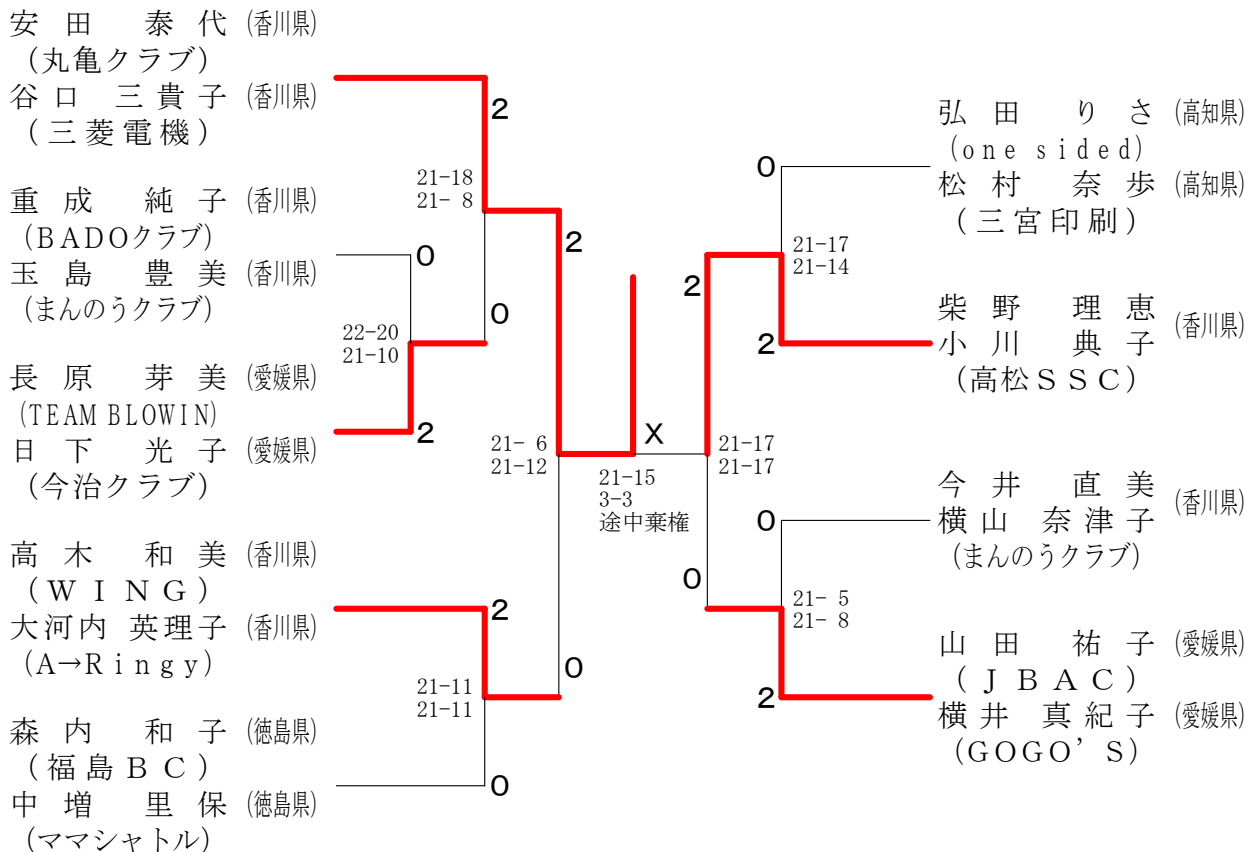 安田 泰代 (香川県)
(丸亀クラブ)
谷口 三貴子 (香川県)
(三菱電機)
重成 純子 (香川県)
(BADOクラブ)
玉島 豊美 (香川県)
(まんのうクラブ)
長原 芽美 (愛媛県)
(TEAM BLOWIN)
日下 光子 (愛媛県)
(今治クラブ)
高木 和美 (香川県)
(WING)
大河内 英理子 (香川県)
(A→Ringy)
森内 和子 (徳島県)
(福島BC)
中増 里保 (徳島県)
(ママシャトル)
2
21-18
21- 8
0
0
22-20
21-10
2
2
21- 6
21-12
2
21-11
21-11
0
0
X
21-15
3-3
途中棄権
2
21-17
21-17
0
0
21-17
21-14
2
0
21- 5
21- 8
2
弘田 りさ (高知県)
(one sided)
松村 奈歩 (高知県)
(三宮印刷)
柴野 理恵
小川 典子 (香川県)
(高松SSC)
今井 直美
横山 奈津子 (香川県)
(まんのうクラブ)
山田 祐子 (愛媛県)
(JBAC)
横井 真紀子 (愛媛県)
(GOGO’S)